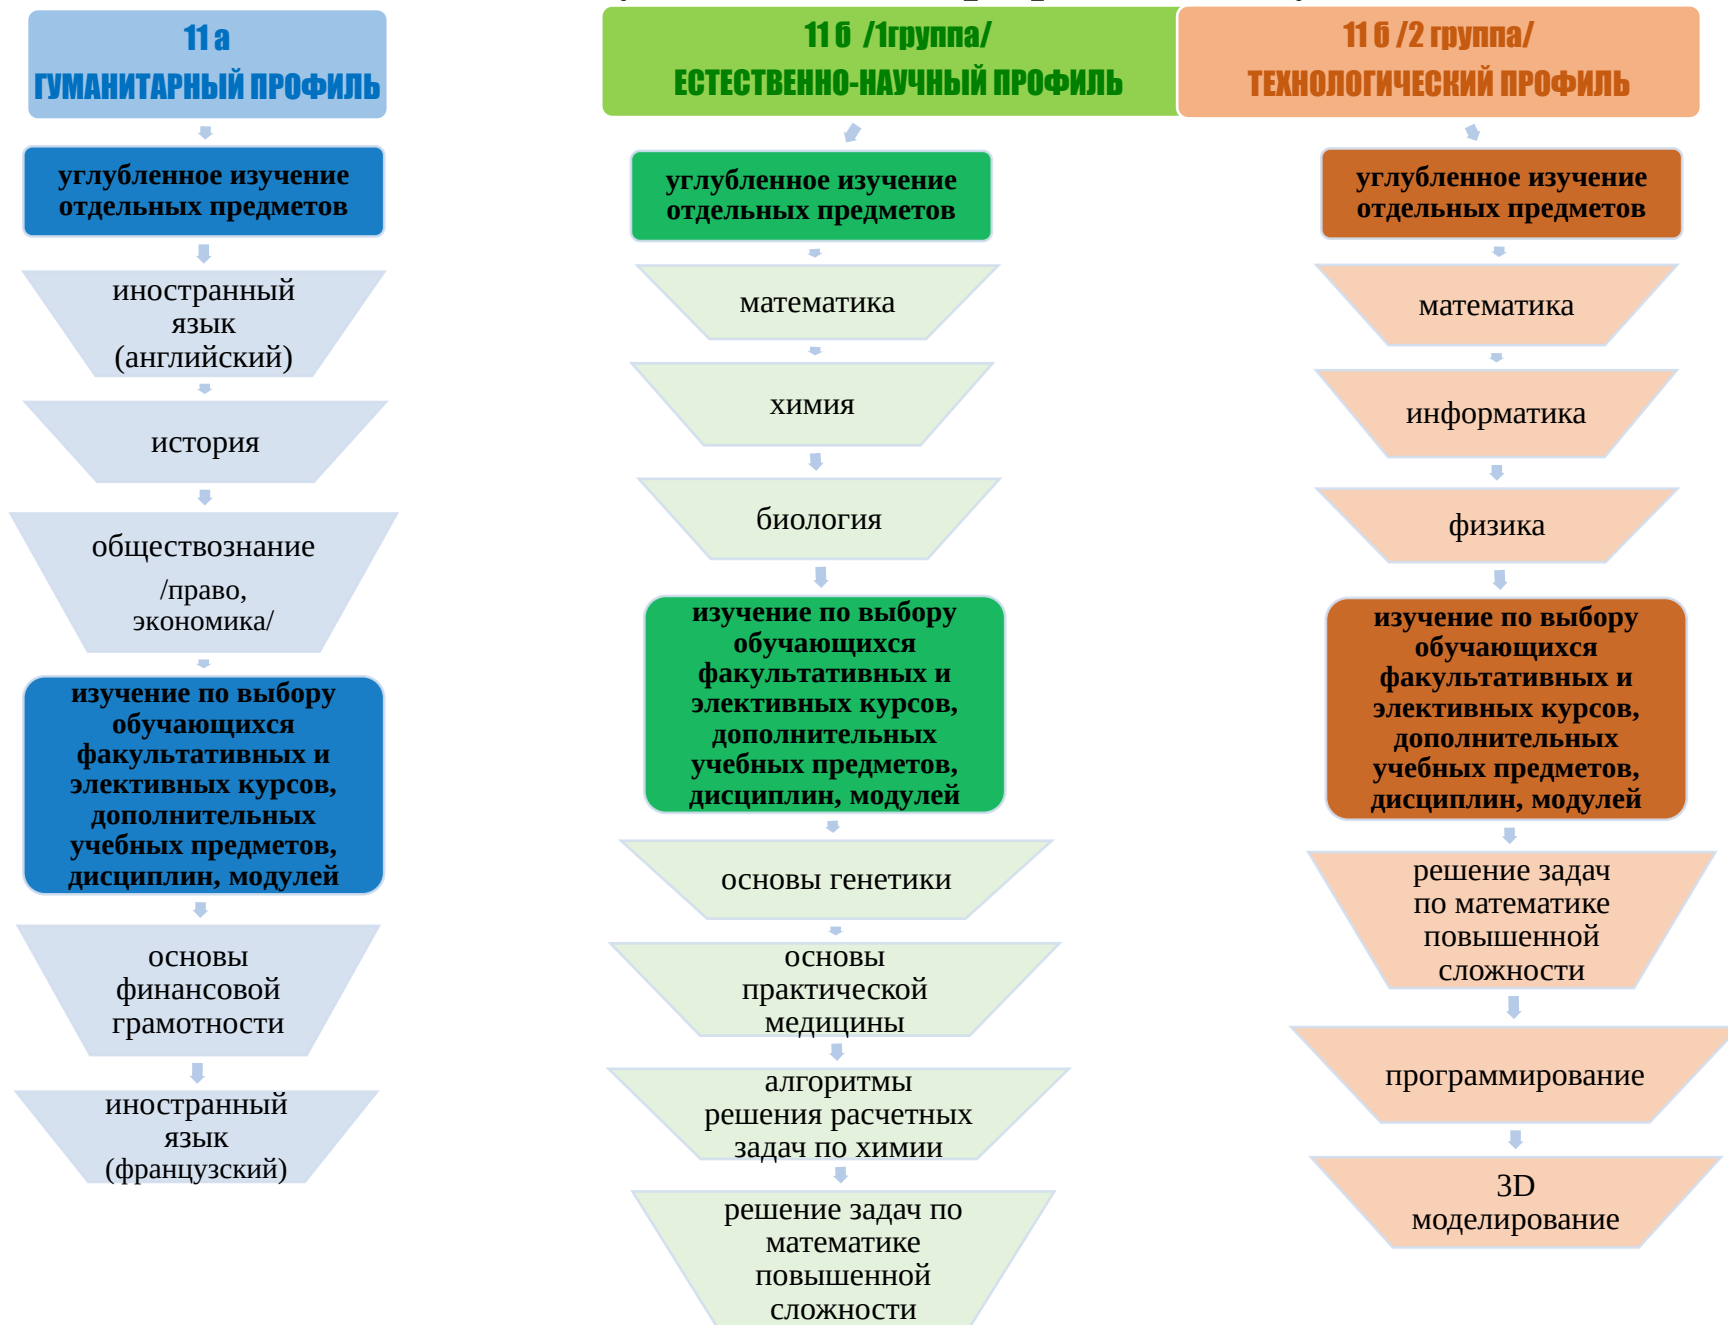 11 а
ГУМАНИТАРНЫЙ ПРОФИЛЬ
углубленное изучение
отдельных предметов
иностранный
язык
(английский)
история
обществознание
/право,
экономика/
изучение по выбору
обучающихся
факультативных и
элективных курсов,
дополнительных
учебных предметов,
дисциплин, модулей
основы
финансовой
грамотности
иностранный
язык
(французский)
11 б /1группа/
ЕСТЕСТВЕННО-НАУЧНЫЙ ПРОФИЛЬ
углубленное изучение
отдельных предметов
математика
химия
биология
изучение по выбору
обучающихся
факультативных и
элективных курсов,
дополнительных
учебных предметов,
дисциплин, модулей
основы генетики
основы
практической
медицины
алгоритмы
решения расчетных
задач по химии
решение задач по
математике
повышенной
сложности
11 б /2 группа/
ТЕХНОЛОГИЧЕСКИЙ ПРОФИЛЬ
углубленное изучение
отдельных предметов
математика
информатика
физика
изучение по выбору
обучающихся
факультативных и
элективных курсов,
дополнительных
учебных предметов,
дисциплин, модулей
решение задач
по математике
повышенной
сложности
программирование
3D
моделирование